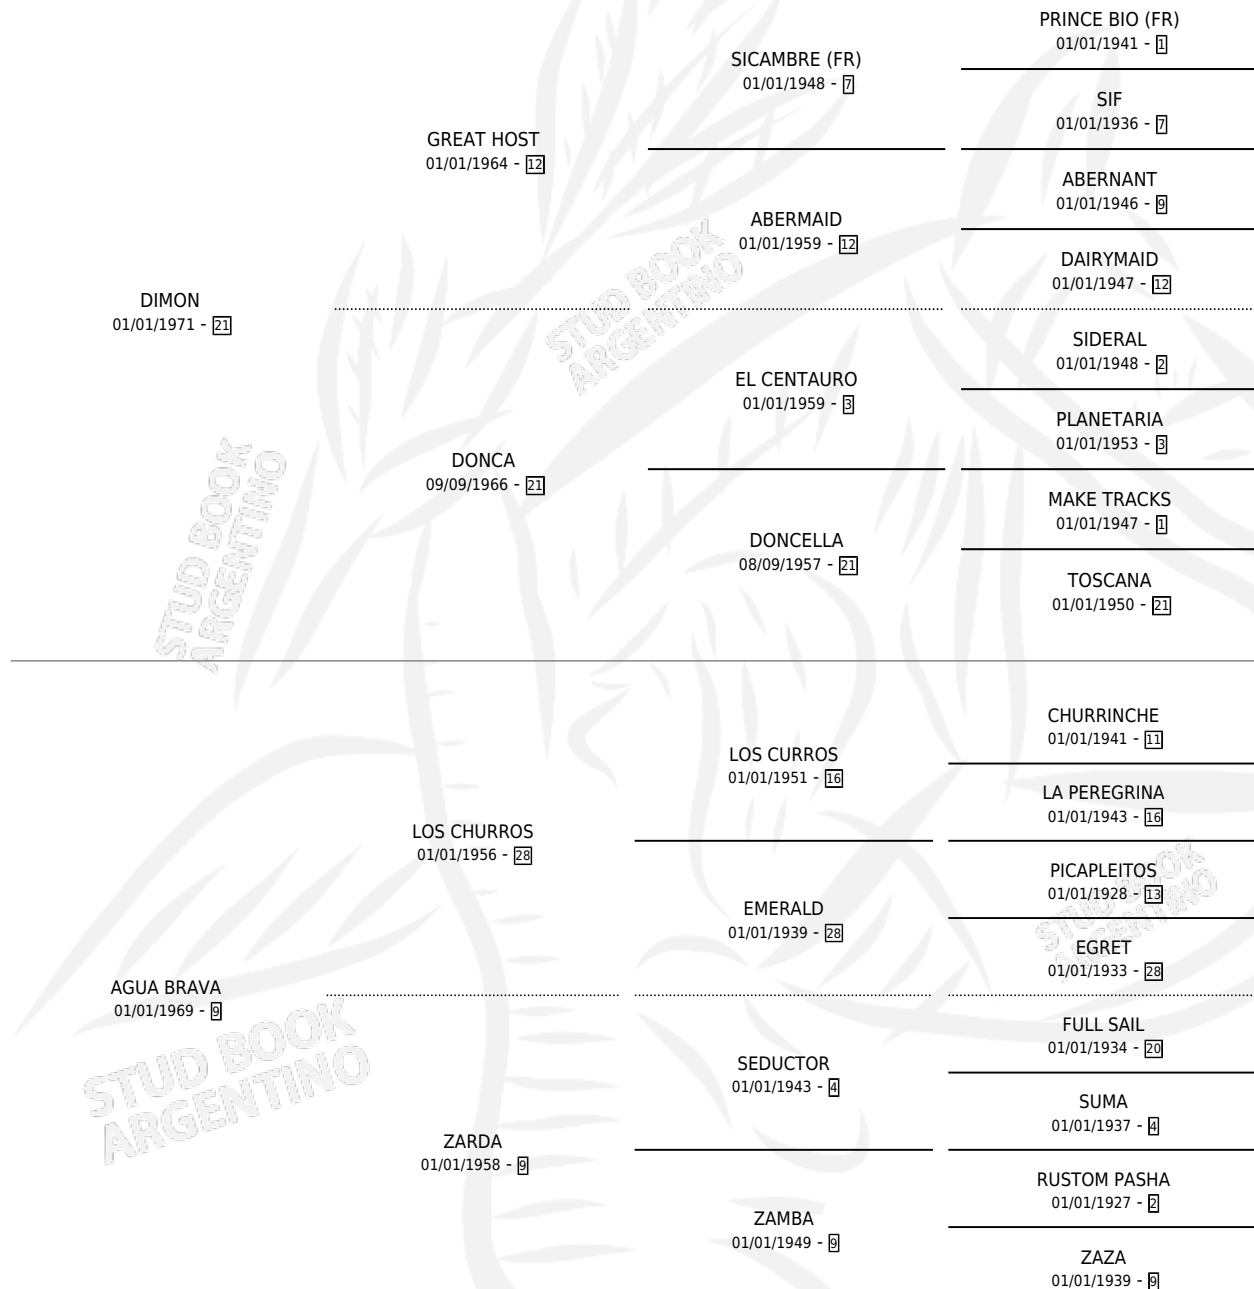 PRINCE BIO (FR)
01/01/1941 - 1
SICAMBRE (FR)
01/01/1948 - 7
SIF
01/01/1936 - 7
GREAT HOST
01/01/1964 - 12
ABERNANT
01/01/1946 - 9
ABERMAID
01/01/1959 - 12
DAIRYMAID
01/01/1947 - 12
DIMON
01/01/1971 - 21
SIDERAL
01/01/1948 - 2
EL CENTAURO
01/01/1959 - 3
PLANETARIA
01/01/1953 - 3
DONCA
09/09/1966 - 21
MAKE TRACKS
01/01/1947 - 1
DONCELLA
08/09/1957 - 21
TOSCANA
01/01/1950 - 21
CHURRINCHE
01/01/1941 - 11
LOS CURROS
01/01/1951 - 16
LA PEREGRINA
01/01/1943 - 16
LOS CHURROS
01/01/1956 - 28
PICAPLEITOS
01/01/1928 - 13
EMERALD
01/01/1939 - 28
EGRET
01/01/1933 - 28
AGUA BRAVA
01/01/1969 - 9
FULL SAIL
01/01/1934 - 20
SEDUCTOR
01/01/1943 - 4
SUMA
01/01/1937 - 4
ZARDA
01/01/1958 - 9
RUSTOM PASHA
01/01/1927 - 2
ZAMBA
01/01/1949 - 9
ZAZA
01/01/1939 - 9
STUD BOOK
ARGENTINO
STUD BOOK
ARGENTINO
STUD BOOK
ARGENTINO
STUD BOOK
ARGENTINO